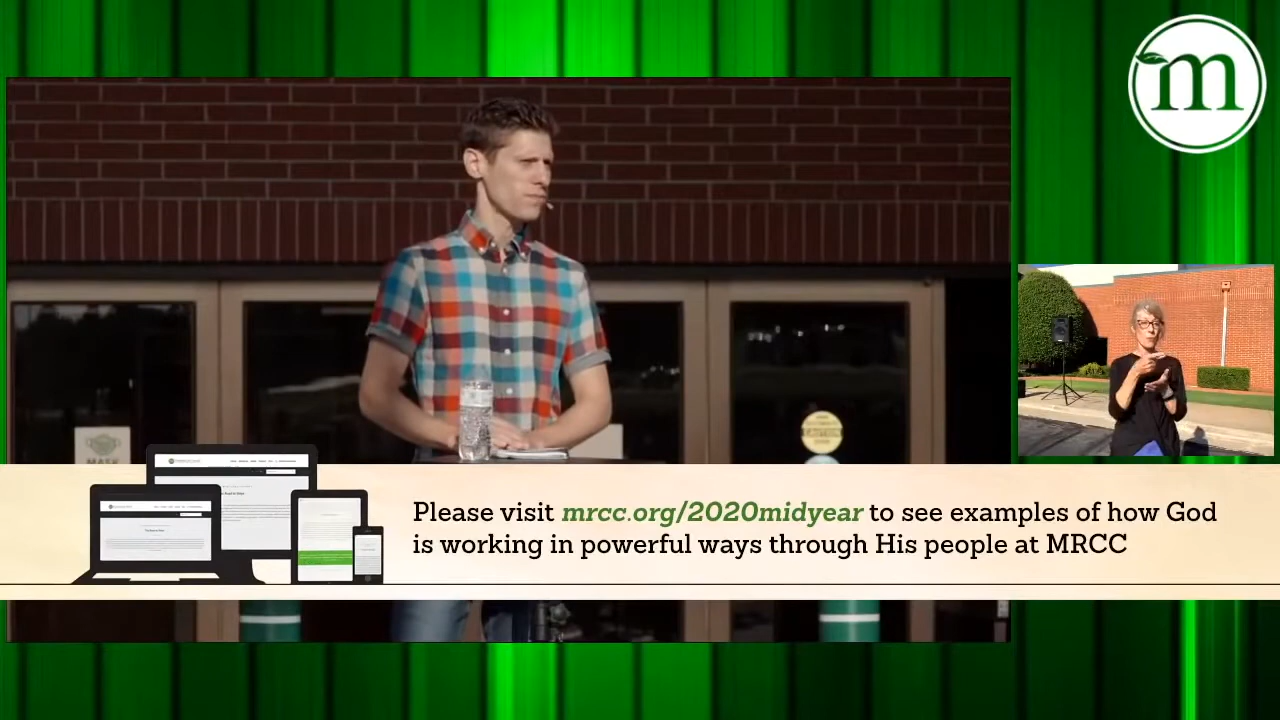 m
MASK
Please visit mrcc.org/2020midyear to see examples of how God
is working in powerful ways through His people at MRCC